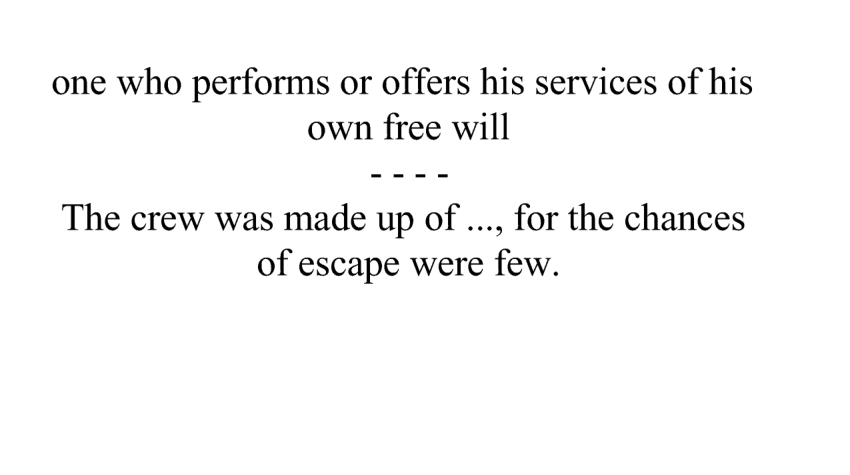 one who performs or offers his services of his
own free will
- - - -
The crew was made up of ..., for the chances
of escape were few.